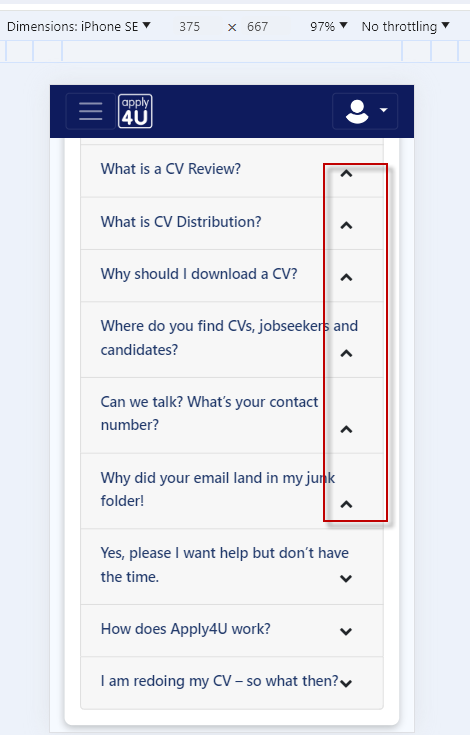 Dimensions: iPhone SE ▼ 375 × 667 97% ▼ No throttling ▼
apply
4U
What is a CV Review?
What is CV Distribution?
Why should I download a CV?
Where do you find CVs, jobseekers and
candidates?
Can we talk? What’s your contact
number?
Why did your email land in my junk
folder!
Yes, please I want help but don’t have
the time.
How does Apply4U work?
I am redoing my CV – so what then?